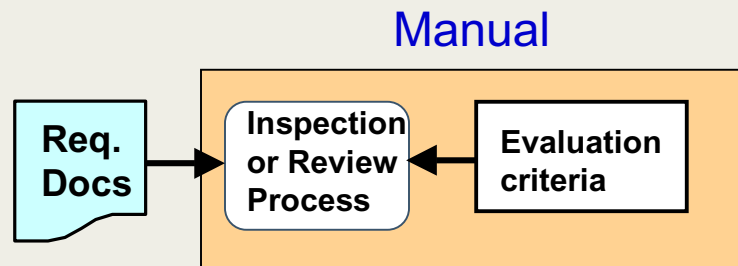 Manual
Req.
Docs
Inspection
or Review
Process
Evaluation
criteria